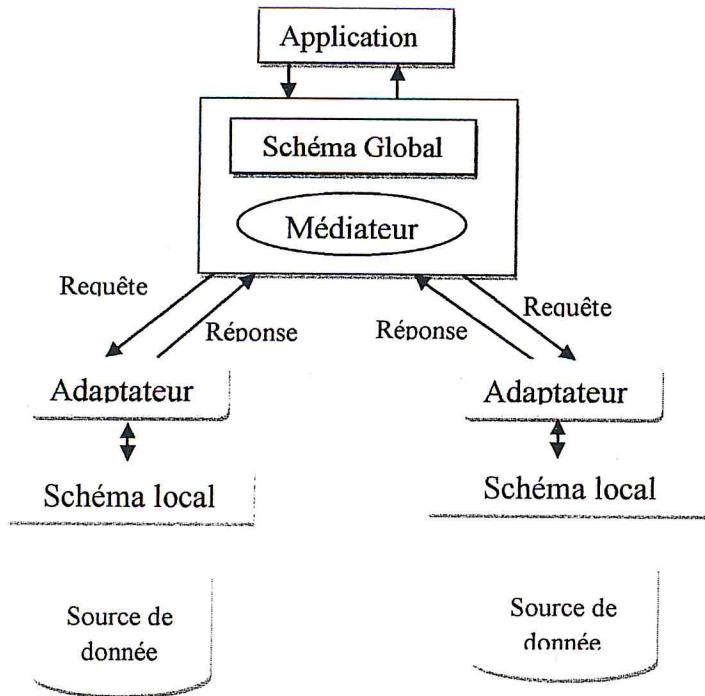 Application
Schéma Global
Médiateur
Requête
Réponse
Réponse
Requête
Adaptateur
Adaptateur
Schéma local
Schéma local
Source de
donnée
Source de
donnée